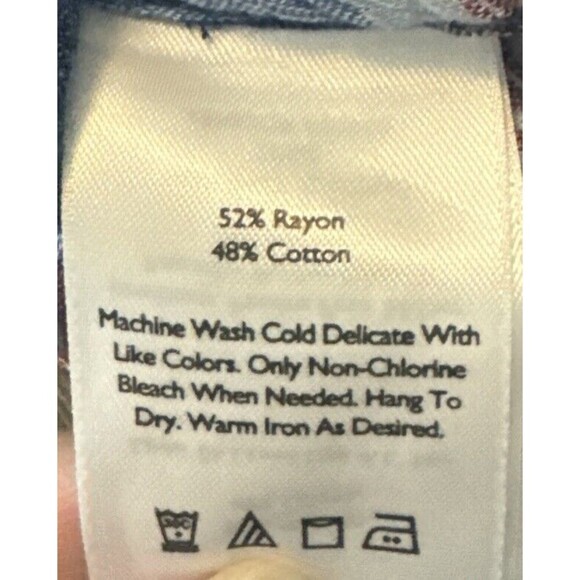 52% Rayon
48% Cotton
Machine Wash Cold Delicate With
Like Colors. Only Non-Chlorine
Bleach When Needed. Hang To
Dry. Warm Iron As Desired.
30C